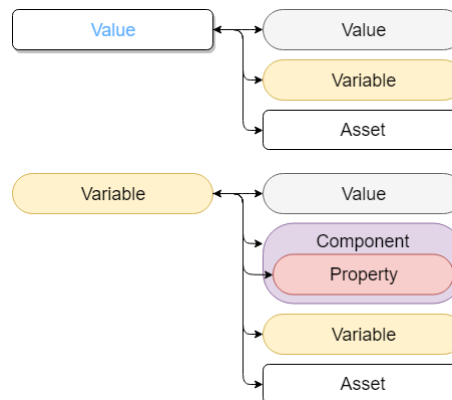 Value
Value
Variable
Asset
Variable
Value
Component
Property
Variable
Asset